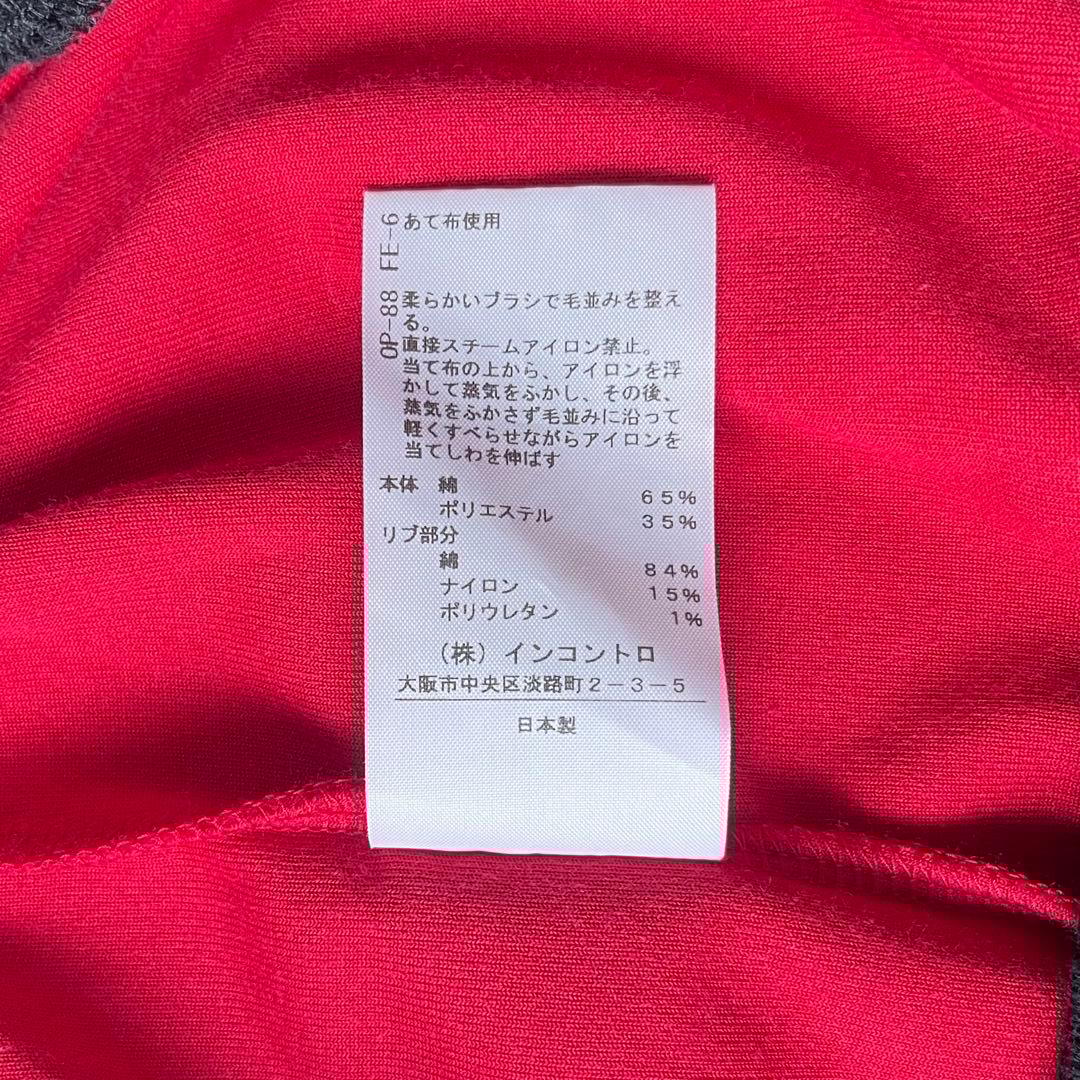 FE-6
OP-88
あて布使用
柔らかいブラシで毛並みを整え
る。
直接スチームアイロン禁止。
当て布の上から、アイロンを浮
かして蒸気をふかし、その後、
蒸気をふかさず毛並みに沿って
軽くすべらせながらアイロンを
当てしわを伸ばす
本体 綿 65%
ポリエステル 35%
リブ部分
綿 84%
ナイロン 15%
ポリウレタン 1%
(株)インコントロ
大阪市中央区淡路町2-3-5
日本製